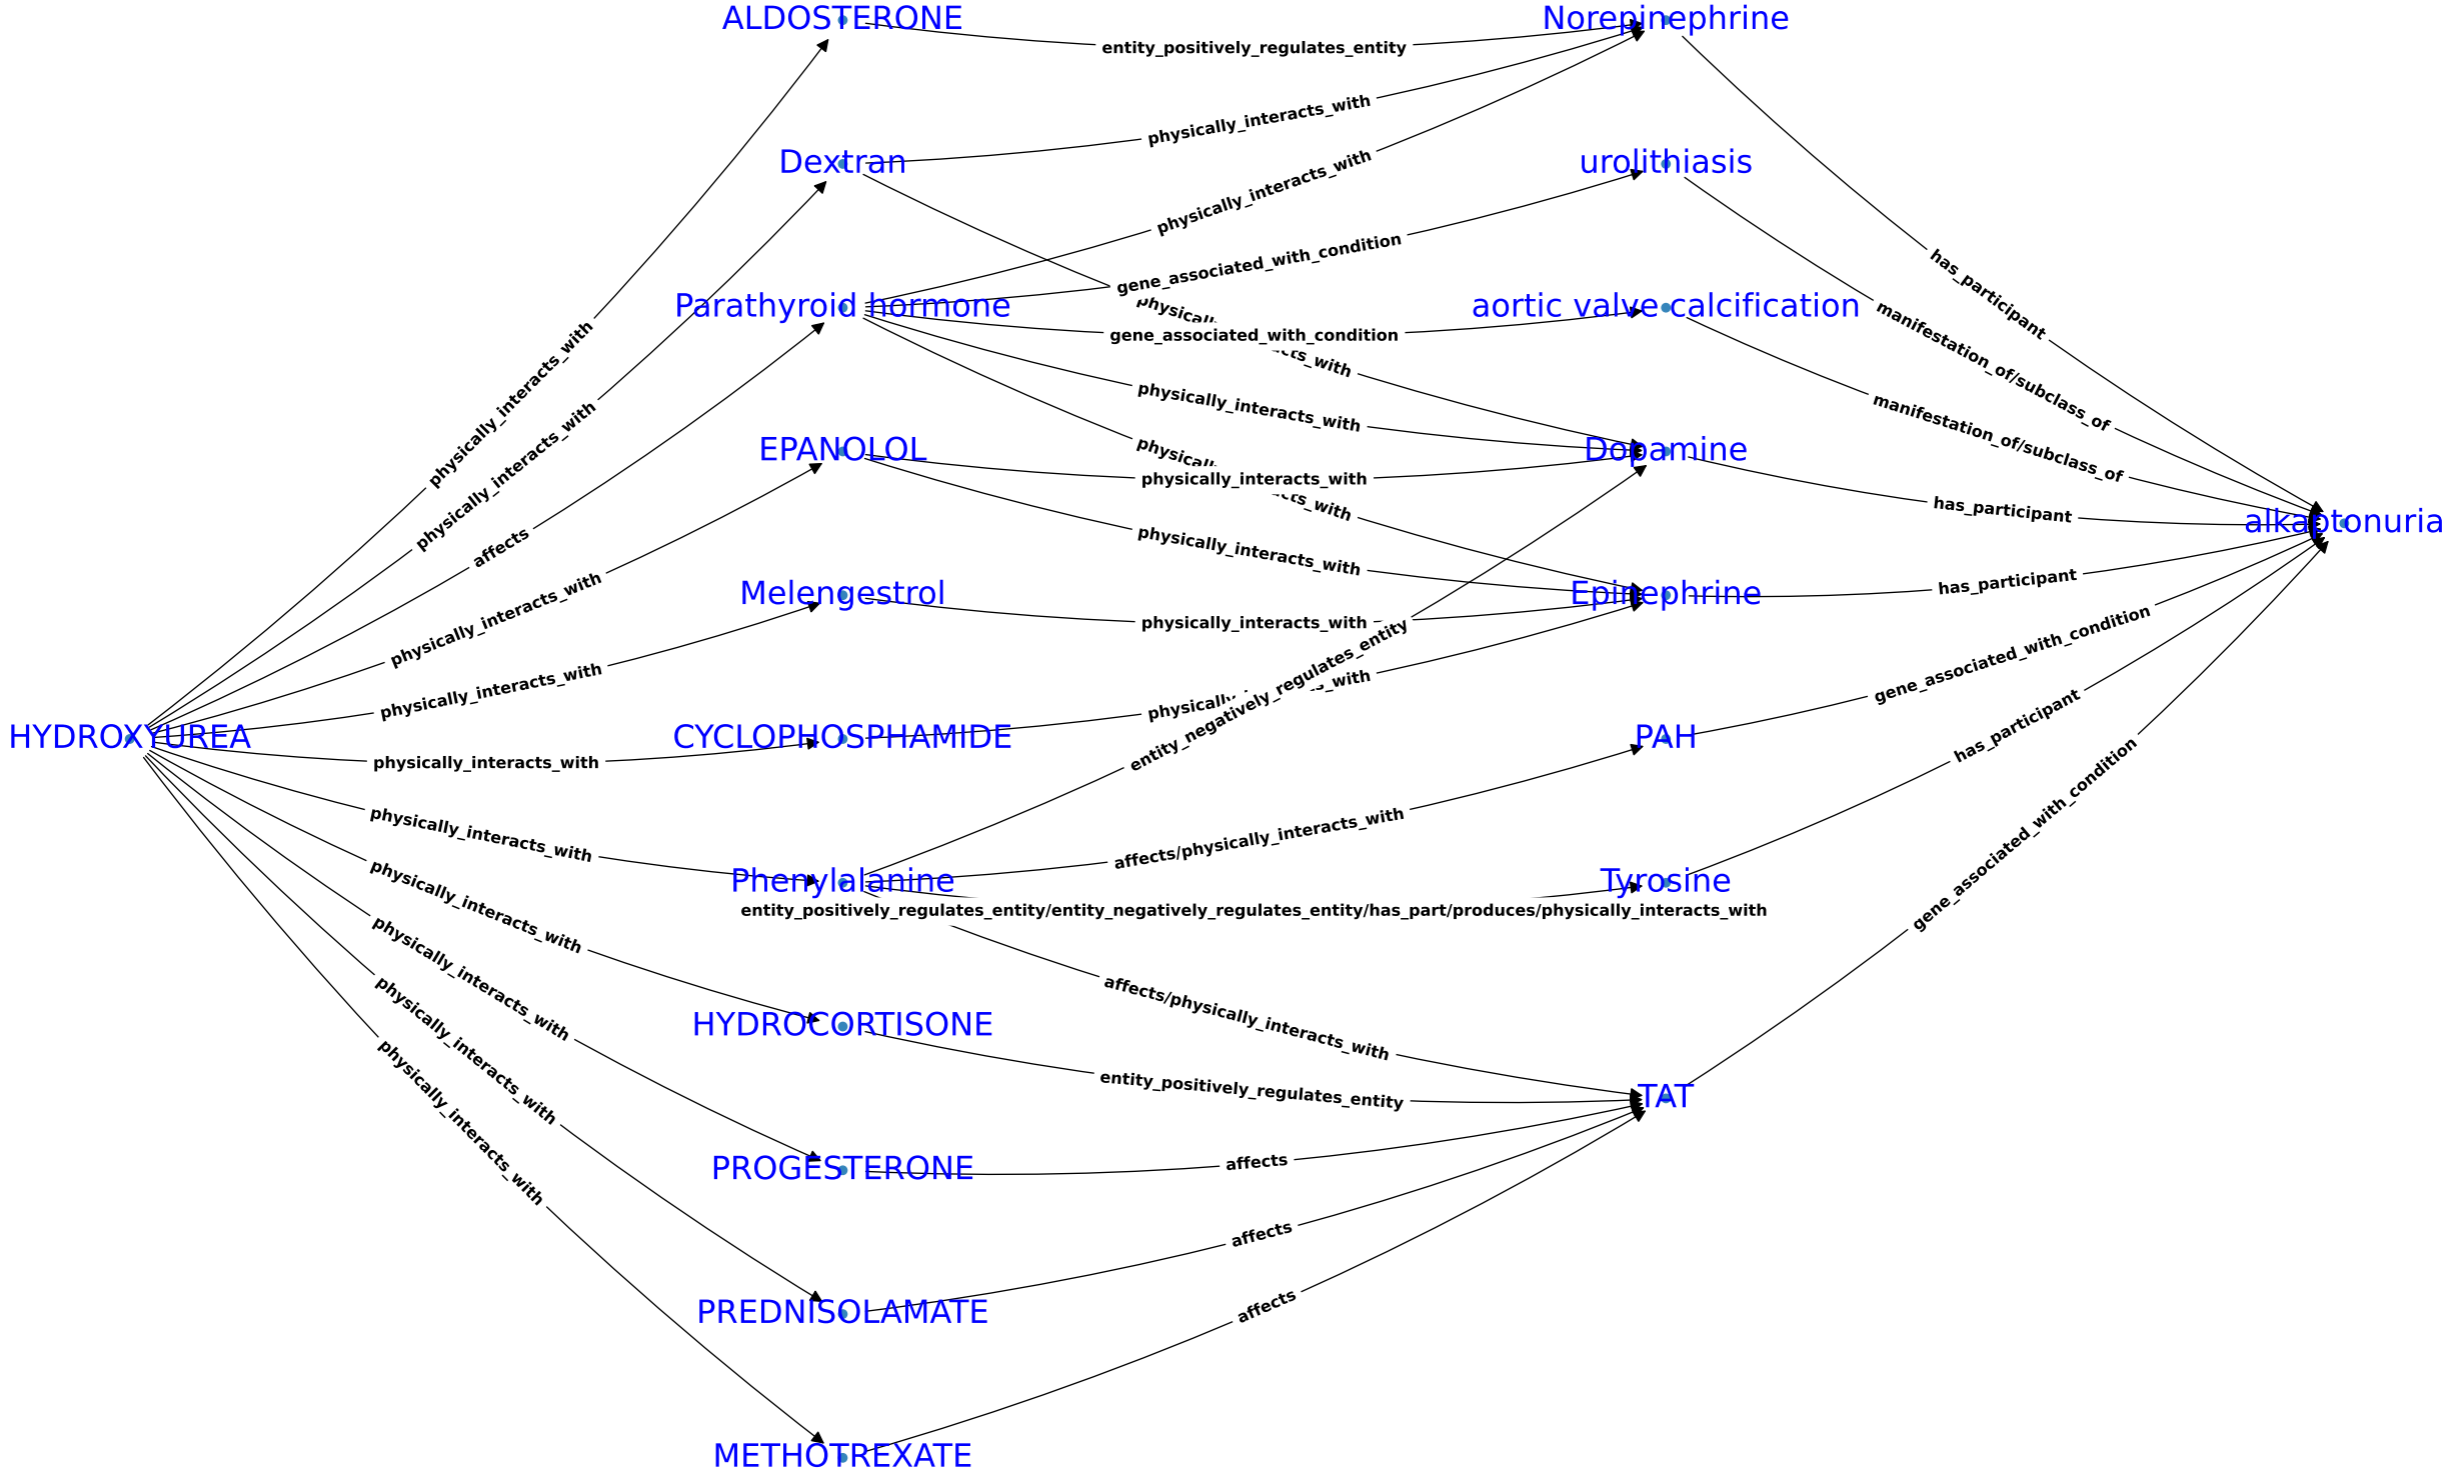 ALDOSTERONE
Norepinephrine
entity_positively_regulates_entity
physically_interacts_with
Dextran
urolithiasis
physically_interacts_with
gene_associated_with_condition
has_participant
Parathyroid hormone
aortic valve calcification
gene_associated_with_condition
manifestation_of/subclass_of
physically_interacts_with
physically_interacts_with
physically_interacts_with
manifestation_of/subclass_of
EPANOLOL
Dopamine
physically_interacts_with
physically_interacts_with
has_participant
alkaptonuria
affects
physically_interacts_with
Melengestrol
Epinephrine
has_participant
physically_interacts_with
physically_interacts_with
entity_negatively_regulates_entity
gene_associated_with_condition
physically_interacts_with
HYDROXYUREA
CYCLOPHOSPHAMIDE
PAH
has_participant
physically_interacts_with
physically_interacts_with
affects/physically_interacts_with
gene_associated_with_condition
Phenylalanine
Tyrosine
entity_positively_regulates_entity/entity_negatively_regulates_entity/has_part/produces/physically_interacts_with
physically_interacts_with
physically_interacts_with
affects/physically_interacts_with
HYDROCORTISONE
physically_interacts_with
entity_positively_regulates_entity
TAT
physically_interacts_with
PROGESTERONE
affects
affects
PREDNISOLAMATE
affects
METHOTREXATE